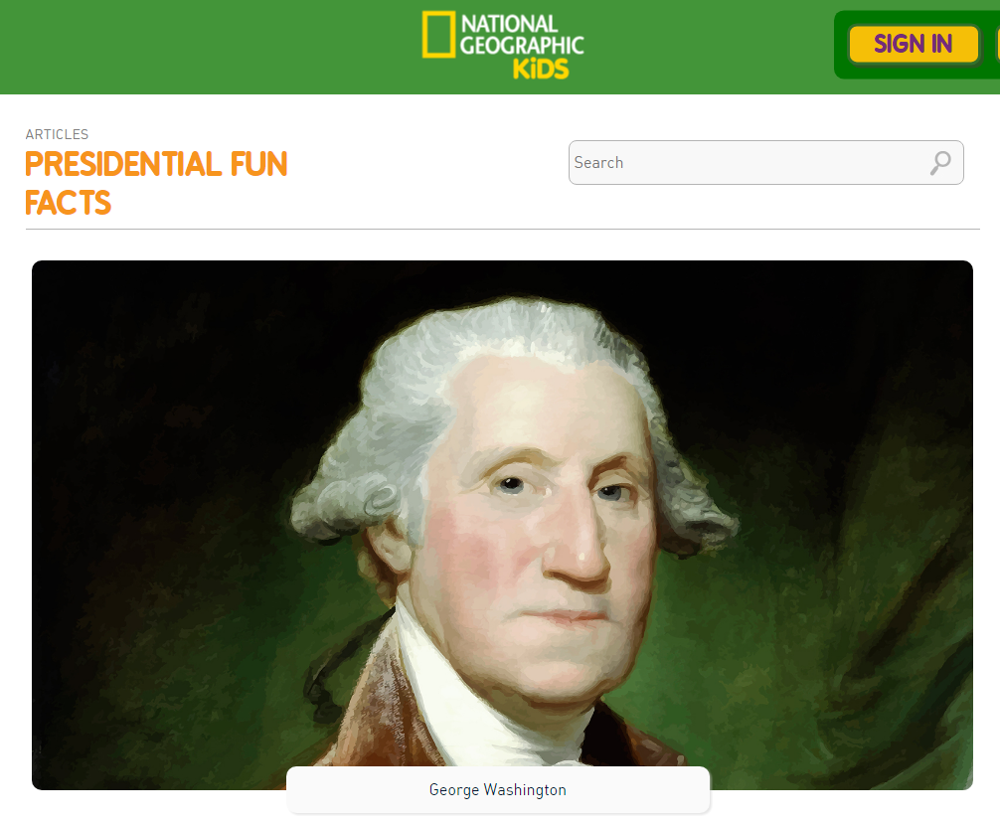 NATIONAL
GEOGRAPHIC
KiDS
SIGN IN
ARTICLES
PRESIDENTIAL FUN
FACTS
Search
George Washington